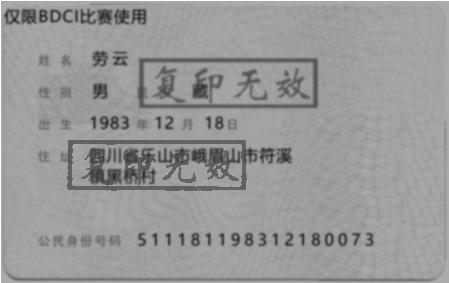 仅限BDCI比赛使用
姓名 劳云
复印无效
性别 男 民族 藏
出生 1983 年 12 月 18日
住址 四川省乐山市峨眉山市符溪
镇黑桥村
复印无效
公民身份号码 511181198312180073